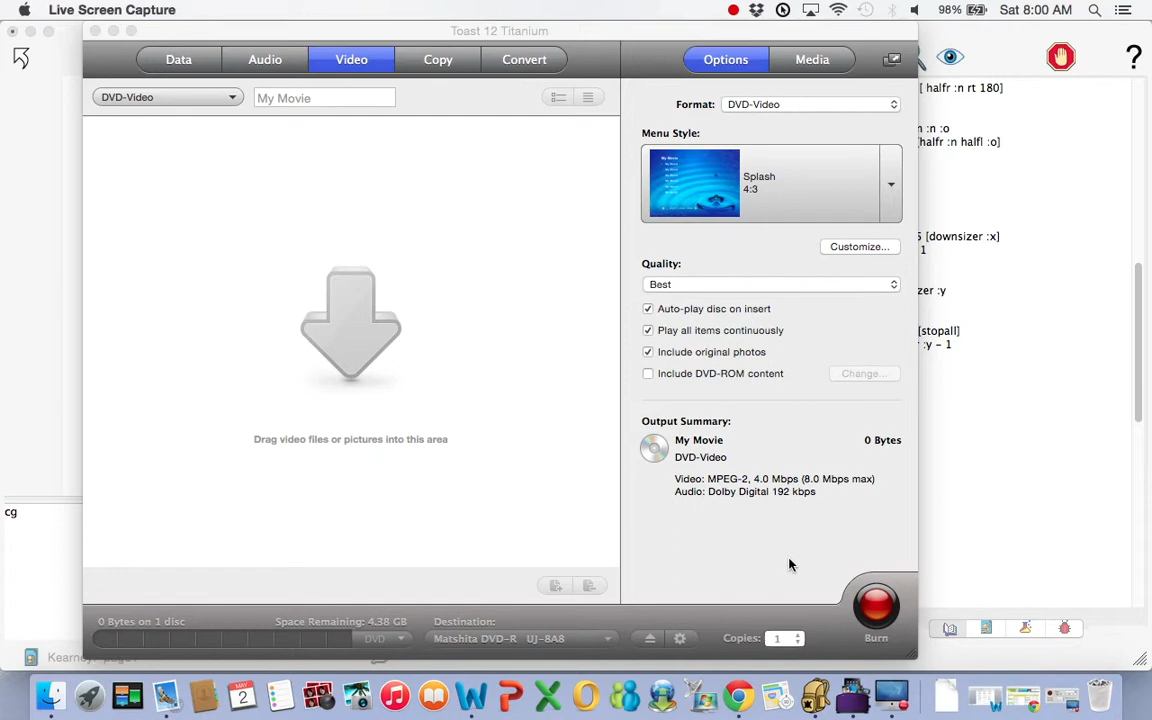 Live Screen Capture
98%
Sat 8:00 AM
Toast 12 Titanium
Data
Audio
Video
Copy
Convert
Options
Media
?
DVD-Video
My Movie
Format:
DVD-Video
Menu Style:
Splash
4:3
Customize...
Quality:
Best
Auto-play disc on insert
Play all items continuously
Include original photos
Include DVD-ROM content
Change...
Drag video files or pictures into this area
Output Summary:
My Movie
0 Bytes
DVD-Video
Video: MPEG-2, 4.0 Mbps (8.0 Mbps max)
Audio: Dolby Digital 192 kbps
0 Bytes on 1 disc
Space Remaining: 4.38 GB
DVD
Destination:
Matshita DVD-R UJ-8A8
Copies:
1
Burn
[ halfr :n rt 180]
:n :o
[halfr :n halfl :o]
[downsizer :x]
1
:y
[stopall]
:y - 1
cg
MAY
2